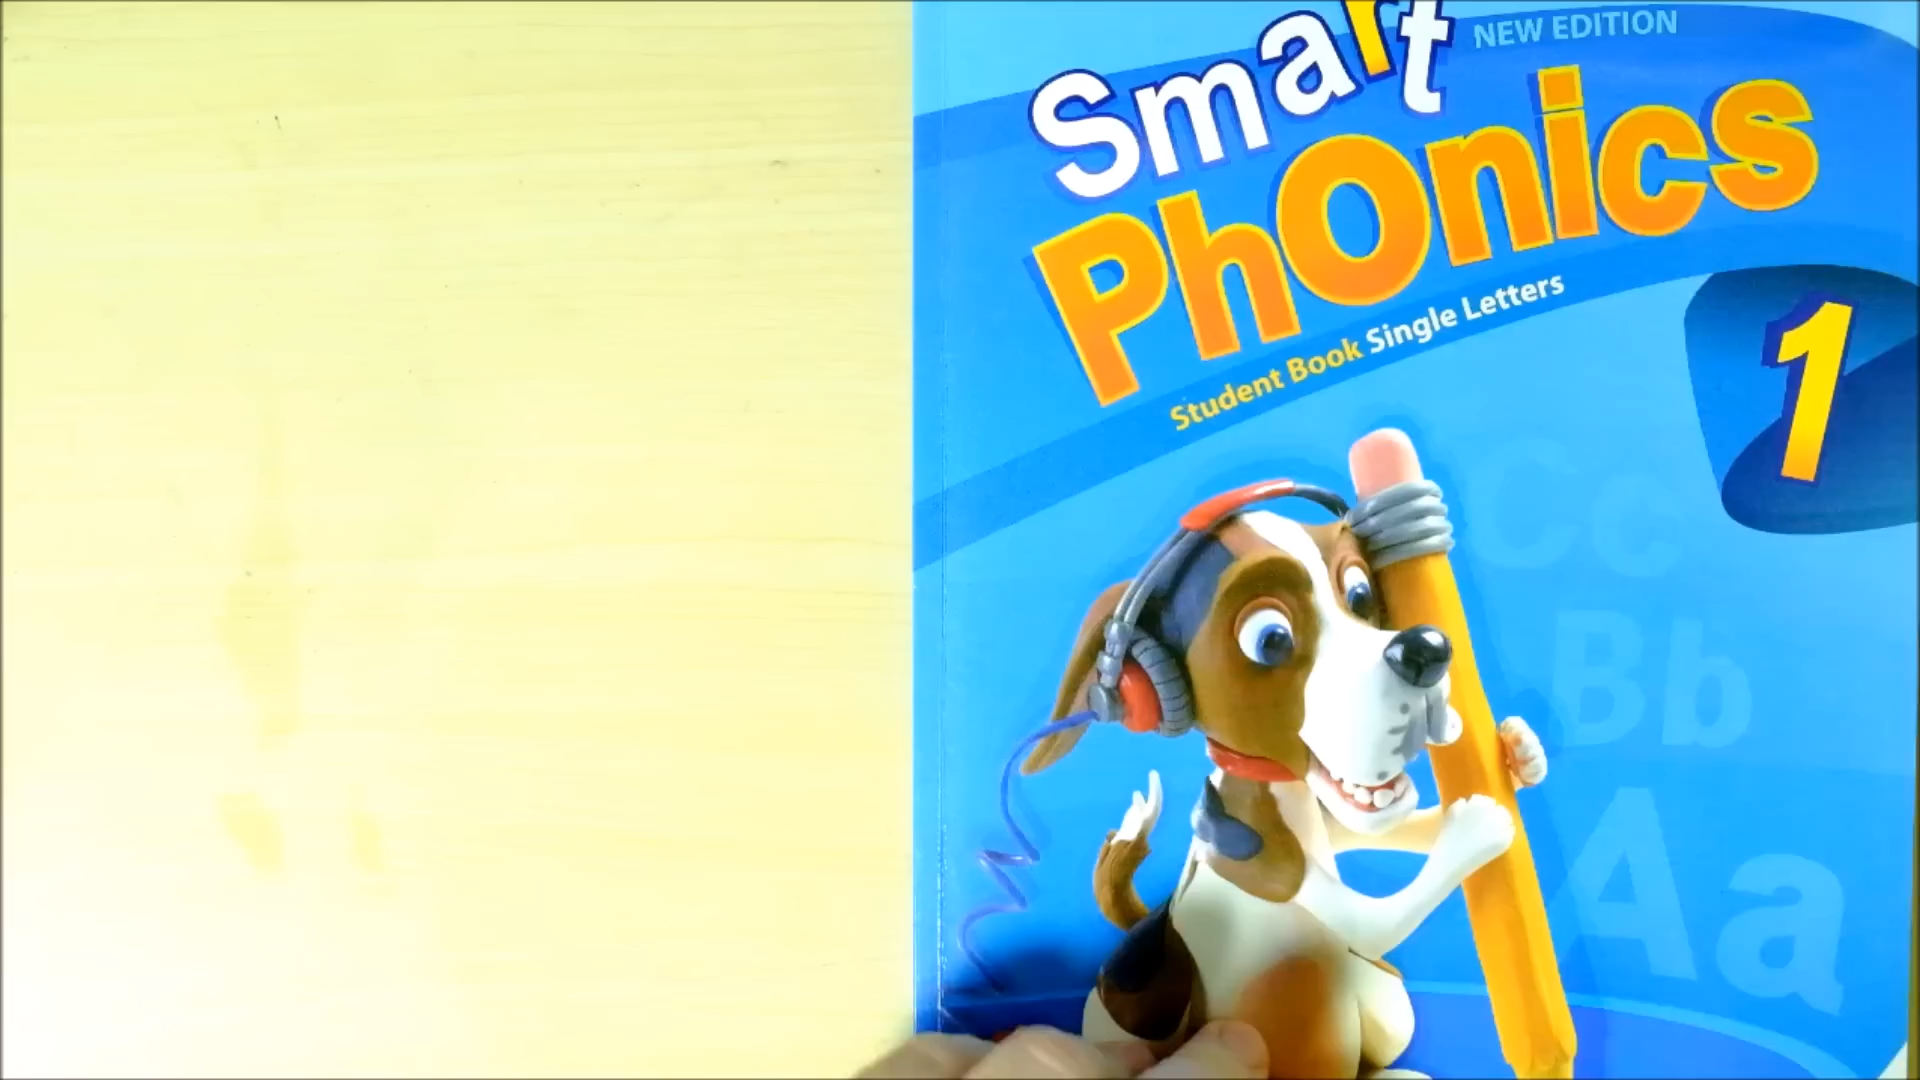 NEW EDITION
Smart
PhOnics
Student Book Single Letters
1
Cc
Bb
Aa